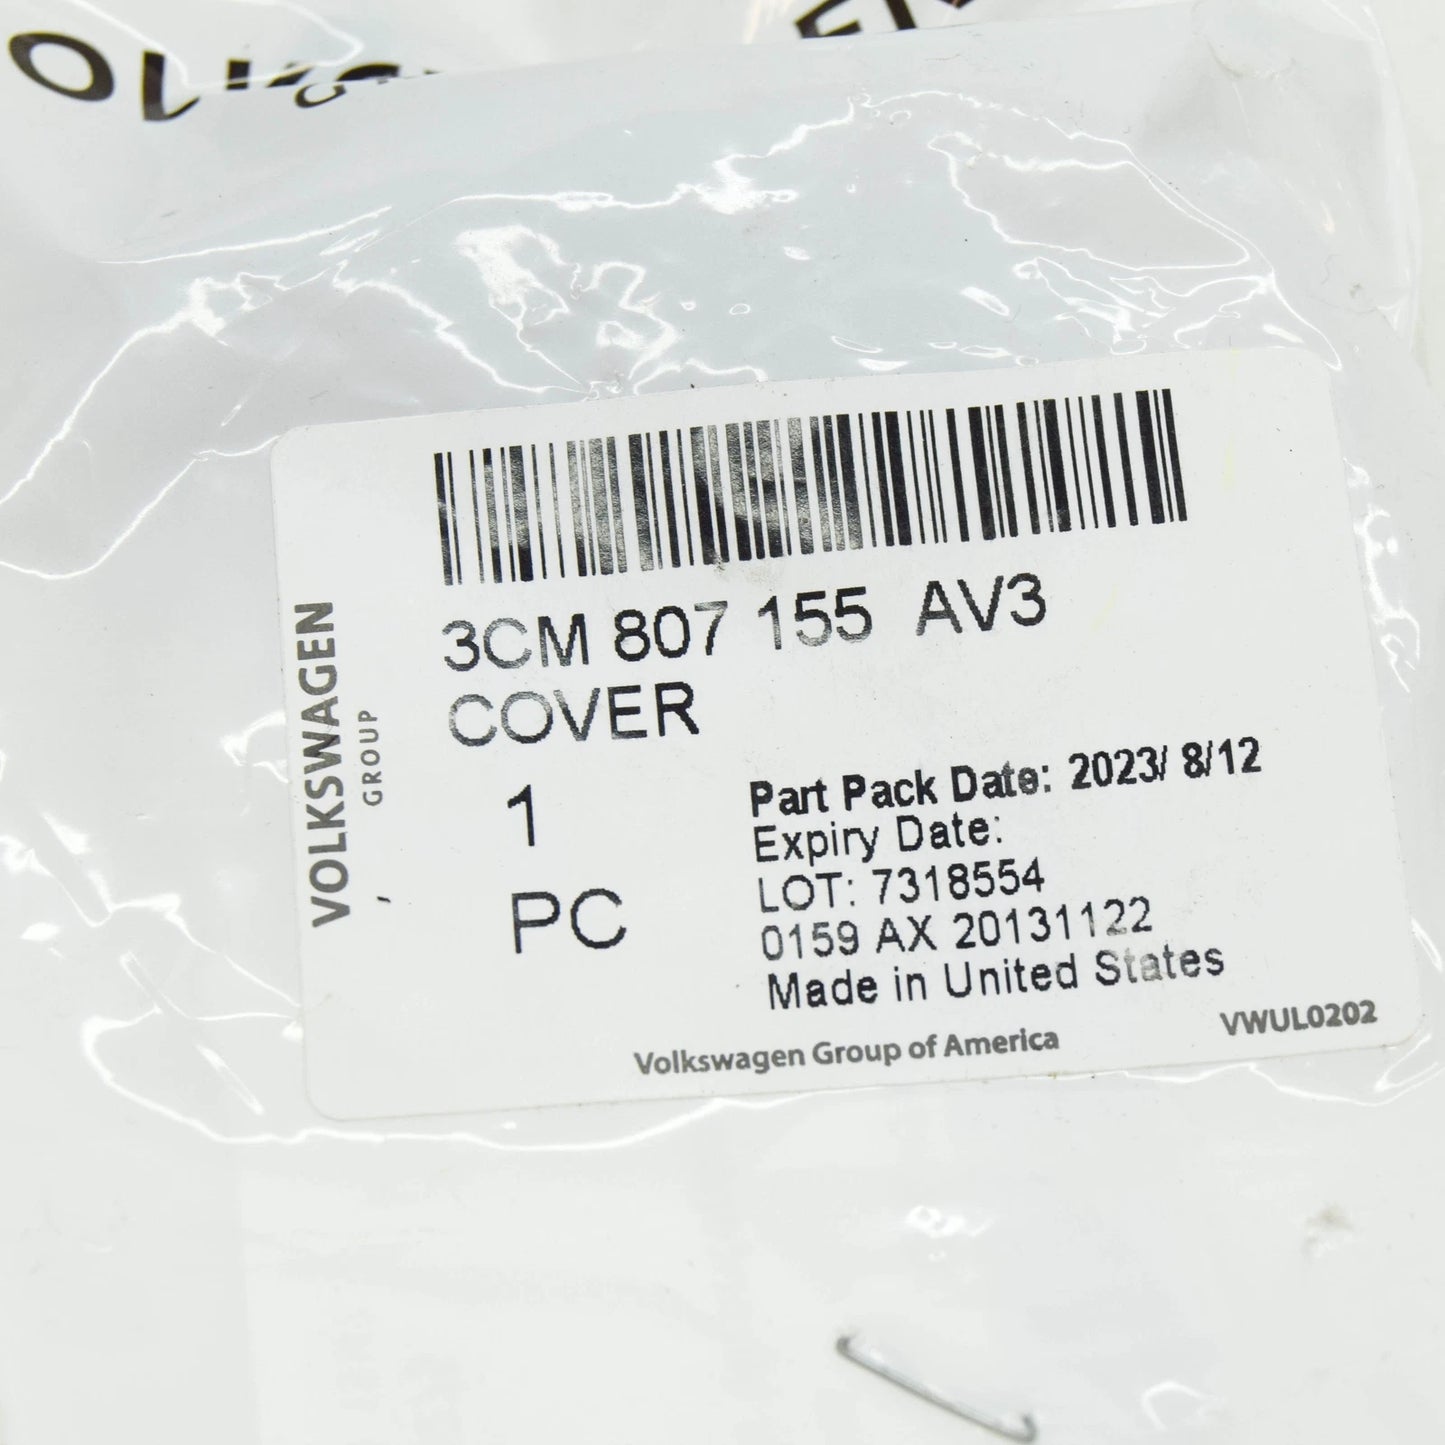 VOLKSWAGEN
GROUP
3CM 807 155 AV3
COVER
1
PC
Part Pack Date: 2023/ 8/12
Expiry Date:
LOT: 7318554
0159 AX 20131122
Made in United States
Volkswagen Group of America
VWUL0202